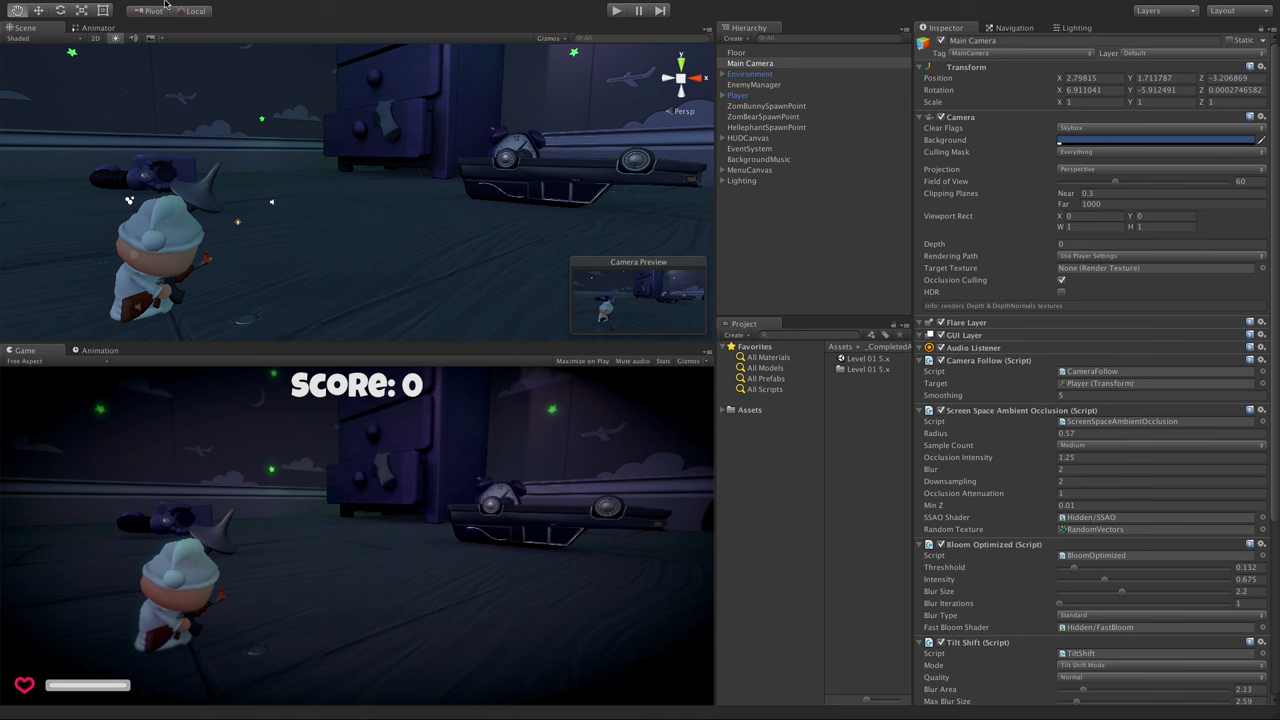 Pivot Local
Layers Layout
Scene Animator
Shaded 2D Gizmos All
y
x
Persp
Camera Preview
Game Animation
Free Aspect Maximize on Play Mute audio Stats Gizmos
SCORE: 0
Hierarchy
Create All
Floor
Main Camera
Environment
EnemyManager
Player
ZomBunnySpawnPoint
ZomBearSpawnPoint
HellephantSpawnPoint
HUDCanvas
EventSystem
BackgroundMusic
MenuCanvas
Lighting
Project
Create
Favorites
All Materials
All Models
All Prefabs
All Scripts
Assets
Assets _CompletedA
Level 01 5.x
Level 01 5.x
Inspector Navigation Lighting
Main Camera Static
Tag MainCamera Layer Default
Transform
Position X 2.79815 Y 1.711787 Z -3.206869
Rotation X 6.911041 Y -5.912491 Z 0.0002746582
Scale X 1 Y 1 Z 1
Camera
Clear Flags Skybox
Background
Culling Mask Everything
Projection Perspective
Field of View 60
Clipping Planes Near 0.3
Far 1000
Viewport Rect X 0 Y 0
W 1 H 1
Depth 0
Rendering Path Use Player Settings
Target Texture None (Render Texture)
Occlusion Culling
HDR
Info: renders Depth & DepthNormals textures
Flare Layer
GUI Layer
Audio Listener
Camera Follow (Script)
Script CameraFollow
Target Player (Transform)
Smoothing 5
Screen Space Ambient Occlusion (Script)
Script ScreenSpaceAmbientOcclusion
Radius 0.57
Sample Count Medium
Occlusion Intensity 1.25
Blur 2
Downsampling 2
Occlusion Attenuation 1
Min Z 0.01
SSAO Shader Hidden/SSAO
Random Texture RandomVectors
Bloom Optimized (Script)
Script BloomOptimized
Threshhold 0.132
Intensity 0.675
Blur Size 2.2
Blur Iterations 1
Blur Type Standard
Fast Bloom Shader Hidden/FastBloom
Tilt Shift (Script)
Script TiltShift
Mode Tilt Shift Mode
Quality Normal
Blur Area 2.13
Max Blur Size 2.59